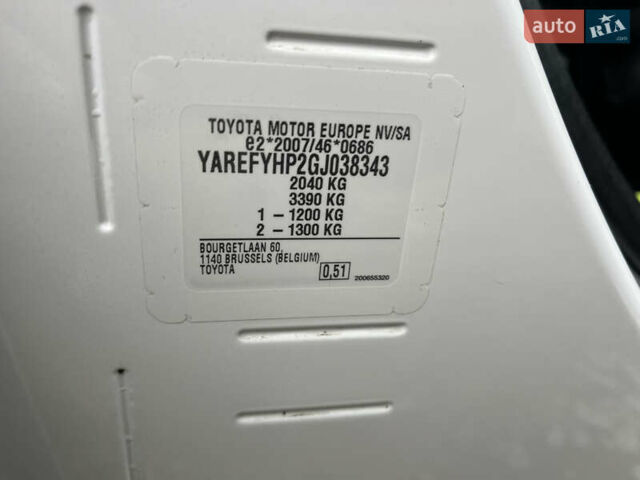 auto RIA
.com
TOYOTA MOTOR EUROPE NV/SA
e2*2007/46*0686
YAREFYHP2GJ038343
2040 KG
3390 KG
1 – 1200 KG
2 – 1300 KG
BOURGETLAAN 60,
1140 BRUSSELS (BELGIUM)
TOYOTA
0,51
200655320